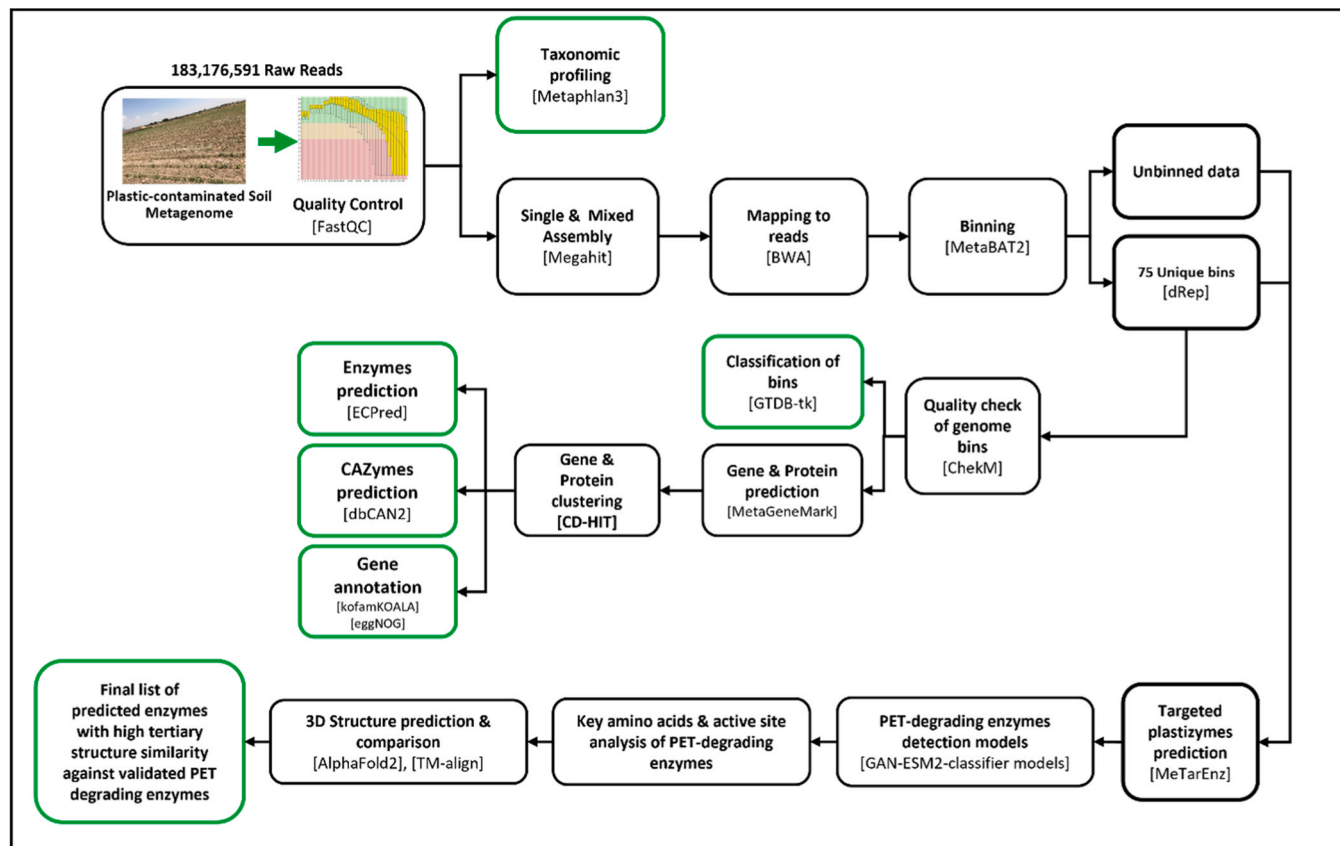 183,176,591 Raw Reads
Plastic-contaminated Soil
Metagenome
Quality Control
[FastQC]
Taxonomic
profiling
[Metaphlan3]
Single & Mixed
Assembly
[Megahit]
Mapping to
reads
[BWA]
Binning
[MetaBAT2]
Unbinned data
75 Unique bins
[dRep]
Enzymes
prediction
[ECPred]
CAZymes
prediction
[dbCAN2]
Gene
annotation
[kofamKOALA]
[eggNOG]
Gene &
Protein
clustering
[CD-HIT]
Classification of
bins
[GTDB-tk]
Gene & Protein
prediction
[MetaGeneMark]
Quality check
of genome
bins
[ChekM]
Final list of
predicted enzymes
with high tertiary
structure similarity
against validated PET
degrading enzymes
3D Structure prediction &
comparison
[AlphaFold2], [TM-align]
Key amino acids & active site
analysis of PET-degrading
enzymes
PET-degrading enzymes
detection models
[GAN-ESM2-classifier models]
Targeted
plastizymes
prediction
[MeTarEnz]